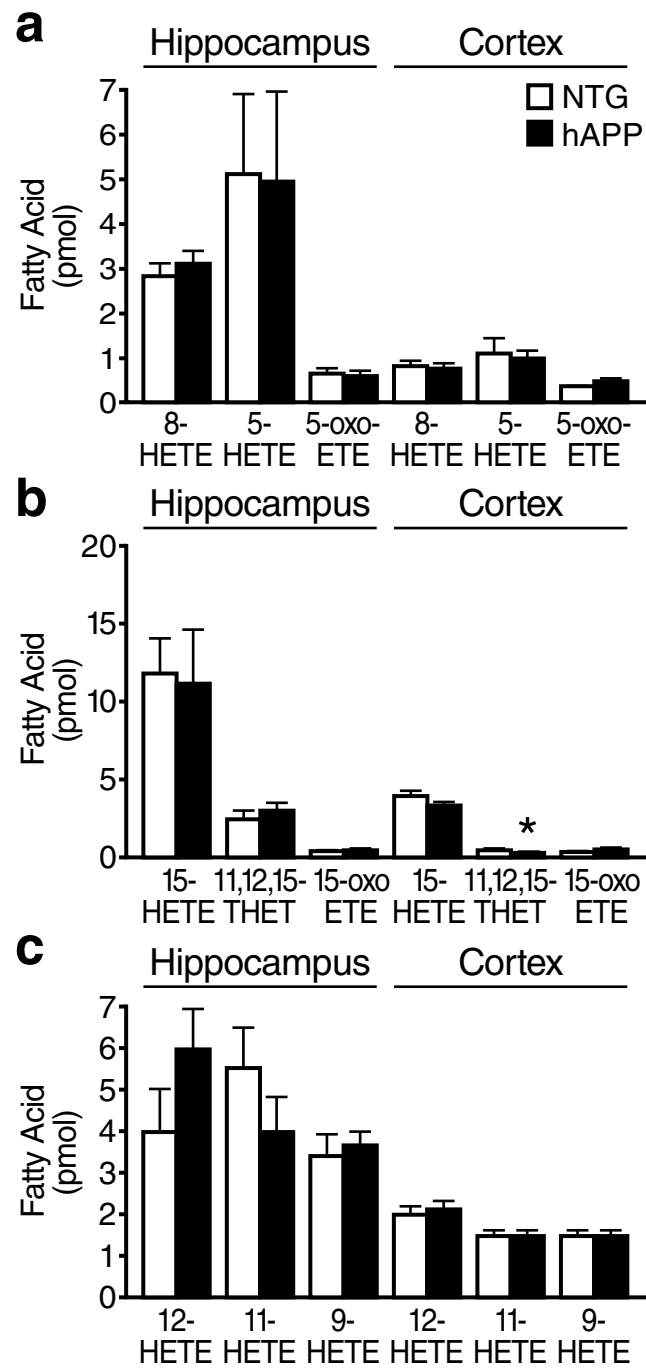 a
Hippocampus Cortex
NTG
hAPP
Fatty Acid
(pmol)
7
6
5
4
3
2
1
0
8- 5- 5-oxo- 8- 5- 5-oxo-
HETE HETE ETE HETE HETE ETE
b
Hippocampus Cortex
Fatty Acid
(pmol)
20
15
10
5
0
*
15- 11,12,15- 15-oxo 15- 11,12,15- 15-oxo
HETE THET ETE HETE THET ETE
c
Hippocampus Cortex
Fatty Acid
(pmol)
7
6
5
4
3
2
1
0
12- 11- 9- 12- 11- 9-
HETE HETE HETE HETE HETE HETE